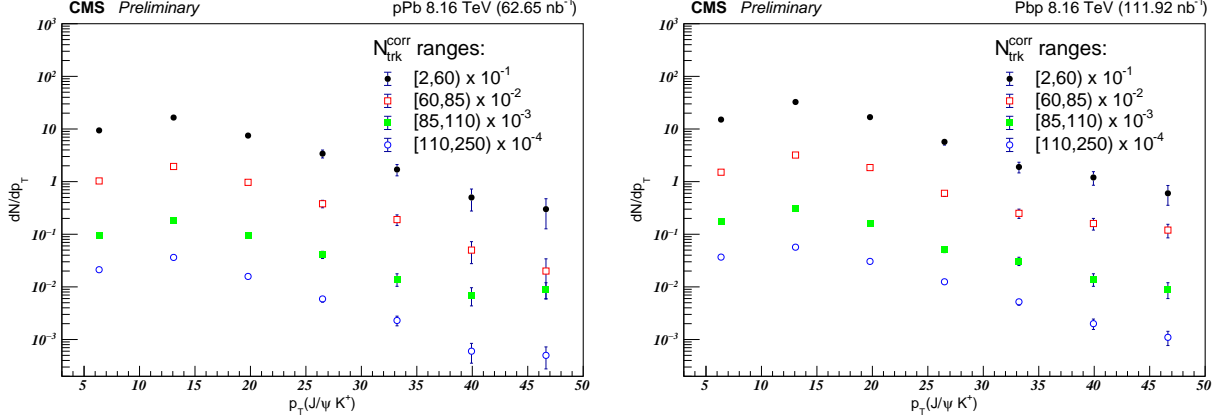 CMS Preliminary pPb 8.16 TeV (62.65 nb⁻¹)
N_trk^corr ranges:
[2,60) x 10⁻¹
[60,85) x 10⁻²
[85,110) x 10⁻³
[110,250) x 10⁻⁴
dN/dp_T
10³
10²
10
1
10⁻¹
10⁻²
10⁻³
5 10 15 20 25 30 35 40 45 50
p_T(J/ψ K⁺)
CMS Preliminary Pbp 8.16 TeV (111.92 nb⁻¹)
N_trk^corr ranges:
[2,60) x 10⁻¹
[60,85) x 10⁻²
[85,110) x 10⁻³
[110,250) x 10⁻⁴
dN/dp_T
10³
10²
10
1
10⁻¹
10⁻²
10⁻³
5 10 15 20 25 30 35 40 45 50
p_T(J/ψ K⁺)